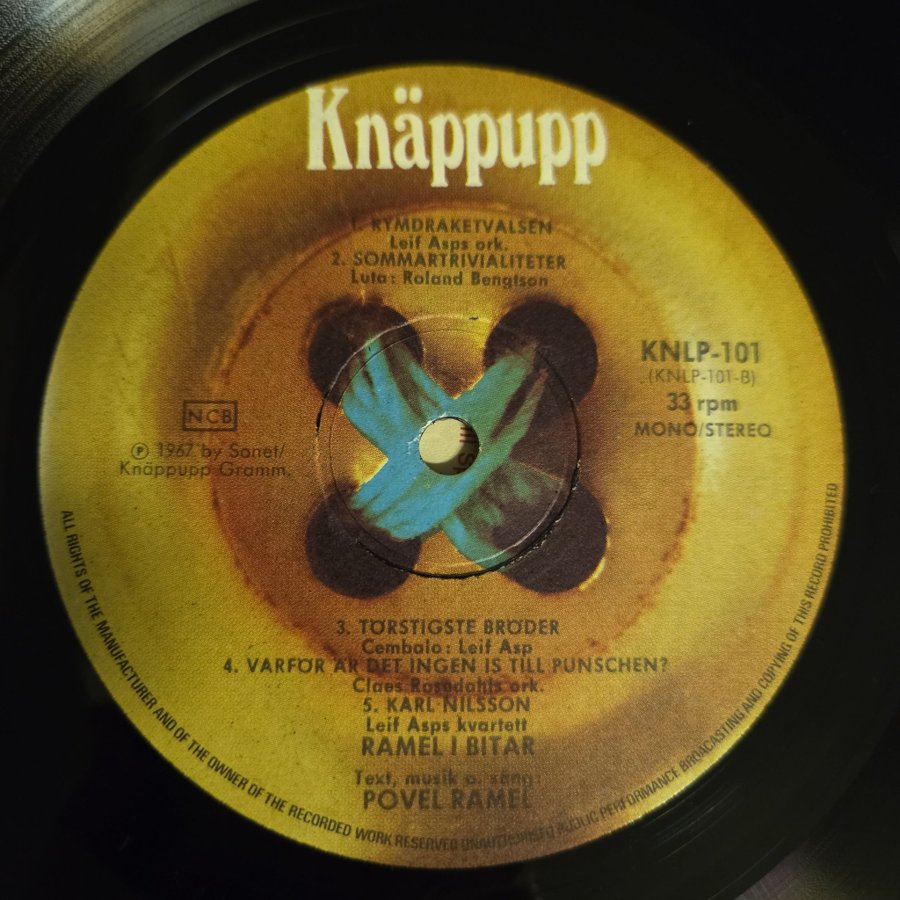 Knäppupp
1. RYMDRAKETVALSEN
Leif Asps ork.
2. SOMMARTRIVIALITETER
Luta: Roland Bengtson
KNLP-101
(KNLP-101-B)
33 rpm
MONO/STEREO
NCB
Ⓟ 1967 by Sonet/
Knäppupp Gramm.
3. TÖRSTIGSTE BRÖDER
Cembalo: Leif Asp
4. VARFÖR ÄR DET INGEN IS TILL PUNSCHEN?
Claes Rosendahls ork.
5. KARL NILSSON
Leif Asps kvartett
RAMEL I BITAR
Text, musik o. sång:
POVEL RAMEL
ALL RIGHTS OF THE MANUFACTURER AND OF THE OWNER OF THE RECORDED WORK RESERVED UNAUTHORISED PUBLIC PERFORMANCE BROACASTING AND COPYING OF THIS RECORD PROHIBITED